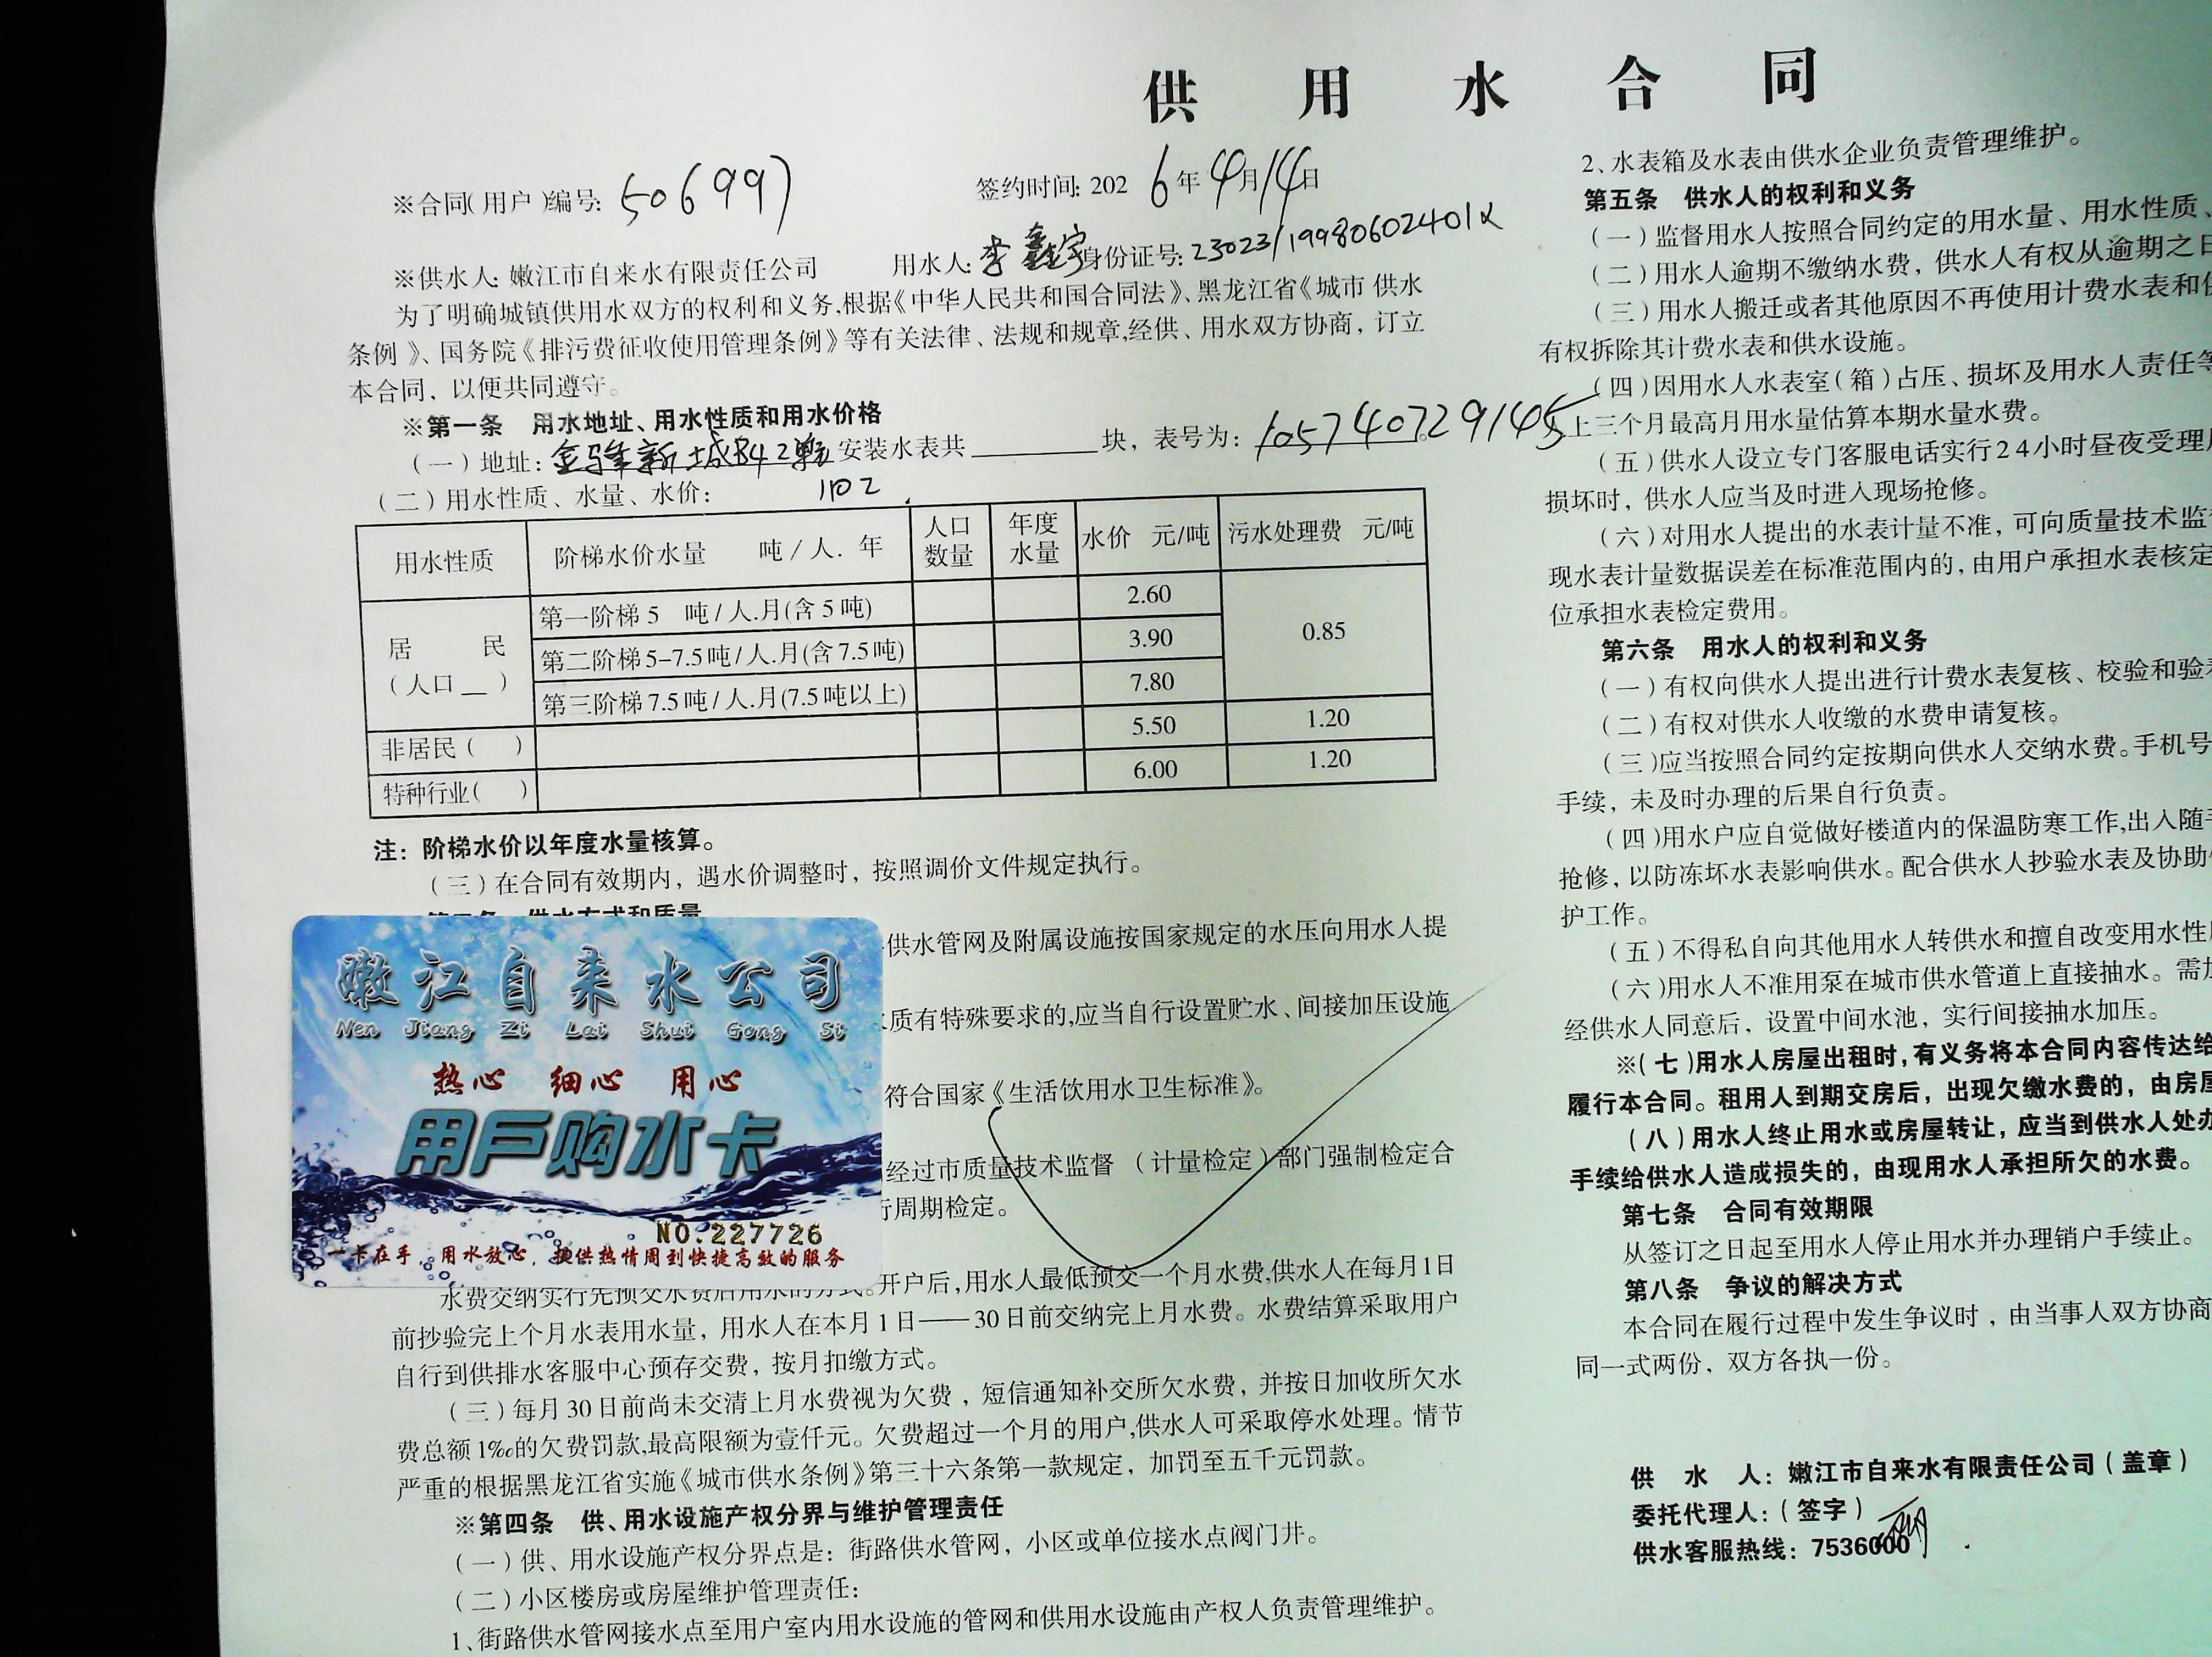 供 用 水 合 同
※合同(用户)编号: 506997
签约时间: 2026年4月14日
※供水人: 嫩江市自来水有限责任公司 用水人: 李鑫宇 身份证号: 23023119980602401X
为了明确城镇供用水双方的权利和义务,根据《中华人民共和国合同法》、黑龙江省《城市 供水
条例 》、国务院《排污费征收使用管理条例》等有关法律、法规和规章,经供、用水双方协商，订立
本合同，以便共同遵守。
※第一条 用水地址、用水性质和用水价格
(一)地址: 金驿新城B42 安装水表共____块，表号为: 105740729145
(二)用水性质、水量、水价: 1102
用水性质 阶梯水价水量 吨/人. 年 人口数量 年度水量 水价 元/吨 污水处理费 元/吨
居 民 (人口__) 第一阶梯 5 吨/人.月(含 5 吨) 2.60 0.85
第二阶梯 5-7.5 吨/人.月(含 7.5 吨) 3.90
第三阶梯 7.5 吨/人.月(7.5 吨以上) 7.80
非居民( ) 5.50 1.20
特种行业( ) 6.00 1.20
注: 阶梯水价以年度水量核算。
(三)在合同有效期内，遇水价调整时，按照调价文件规定执行。
供水方式和质量
供水管网及附属设施按国家规定的水压向用水人提
质有特殊要求的,应当自行设置贮水、间接加压设施
符合国家《生活饮用水卫生标准》。
经过市质量技术监督 (计量检定)部门强制检定合
行周期检定。
嫩江自来水公司
Nen Jiang Zi Lai Shui Gong Si
热心 细心 用心
用户购水卡
NO.227726
一卡在手，用水放心，提供热情周到快捷高效的服务
水费交纳实行先预交水费后用水的方式。开户后,用水人最低预交一个月水费,供水人在每月1日
前抄验完上个月水表用水量，用水人在本月 1 日——30 日前交纳完上月水费。水费结算采取用户
自行到供排水客服中心预存交费，按月扣缴方式。
(三)每月 30 日前尚未交清上月水费视为欠费，短信通知补交所欠水费，并按日加收所欠水
费总额 1‰的欠费罚款,最高限额为壹仟元。欠费超过一个月的用户,供水人可采取停水处理。情节
严重的根据黑龙江省实施《城市供水条例》第三十六条第一款规定，加罚至五千元罚款。
※第四条 供、用水设施产权分界与维护管理责任
(一)供、用水设施产权分界点是: 街路供水管网，小区或单位接水点阀门井。
(二)小区楼房或房屋维护管理责任:
1、街路供水管网接水点至用户室内用水设施的管网和供用水设施由产权人负责管理维护。
2、水表箱及水表由供水企业负责管理维护。
第五条 供水人的权利和义务
(一)监督用水人按照合同约定的用水量、用水性质、
(二)用水人逾期不缴纳水费，供水人有权从逾期之日
(三)用水人搬迁或者其他原因不再使用计费水表和供
有权拆除其计费水表和供水设施。
(四)因用水人水表室(箱)占压、损坏及用水人责任等
上三个月最高月用水量估算本期水量水费。
(五)供水人设立专门客服电话实行24小时昼夜受理
损坏时，供水人应当及时进入现场抢修。
(六)对用水人提出的水表计量不准，可向质量技术监督
现水表计量数据误差在标准范围内的,由用户承担水表核定
位承担水表检定费用。
第六条 用水人的权利和义务
(一)有权向供水人提出进行计费水表复核、校验和验
(二)有权对供水人收缴的水费申请复核。
(三)应当按照合同约定按期向供水人交纳水费。手机号
手续，未及时办理的后果自行负责。
(四)用水户应自觉做好楼道内的保温防寒工作,出入随手
抢修,以防冻坏水表影响供水。配合供水人抄验水表及协助
护工作。
(五)不得私自向其他用水人转供水和擅自改变用水性
(六)用水人不准用泵在城市供水管道上直接抽水。需加
经供水人同意后，设置中间水池，实行间接抽水加压。
※(七)用水人房屋出租时,有义务将本合同内容传达给
履行本合同。租用人到期交房后，出现欠缴水费的，由房屋
(八)用水人终止用水或房屋转让，应当到供水人处办
手续给供水人造成损失的，由现用水人承担所欠的水费。
第七条 合同有效期限
从签订之日起至用水人停止用水并办理销户手续止。
第八条 争议的解决方式
本合同在履行过程中发生争议时，由当事人双方协商
同一式两份，双方各执一份。
供 水 人: 嫩江市自来水有限责任公司(盖章)
委托代理人: (签字)
供水客服热线: 7536000